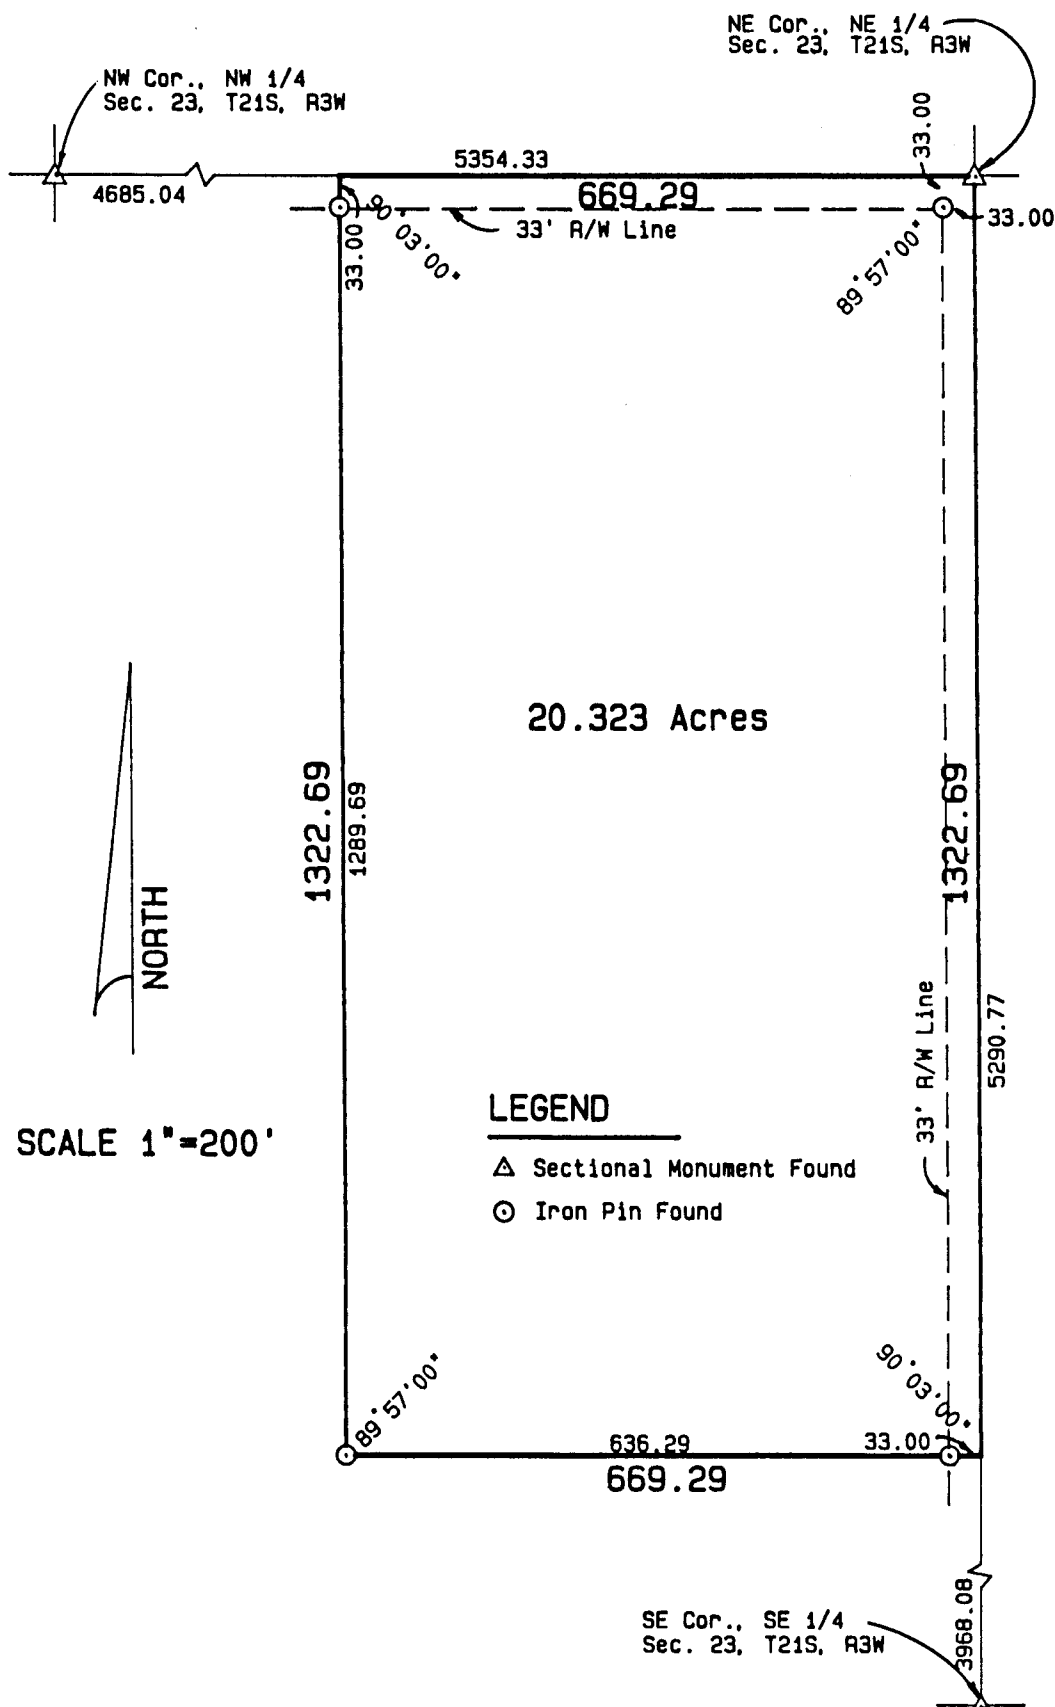 NE Cor., NE 1/4
Sec. 23, T21S, R3W
NW Cor., NW 1/4
Sec. 23, T21S, R3W
33.00
5354.33
4685.04
669.29
33.00
33' R/W Line
90°03'00"
33.00
89°57'00"
20.323 Acres
1322.69
1289.69
1322.69
NORTH
33' R/W Line
5290.77
LEGEND
SCALE 1"=200'
Sectional Monument Found
Iron Pin Found
89°57'00"
90°03'00"
636.29
33.00
669.29
3968.08
SE Cor., SE 1/4
Sec. 23, T21S, R3W